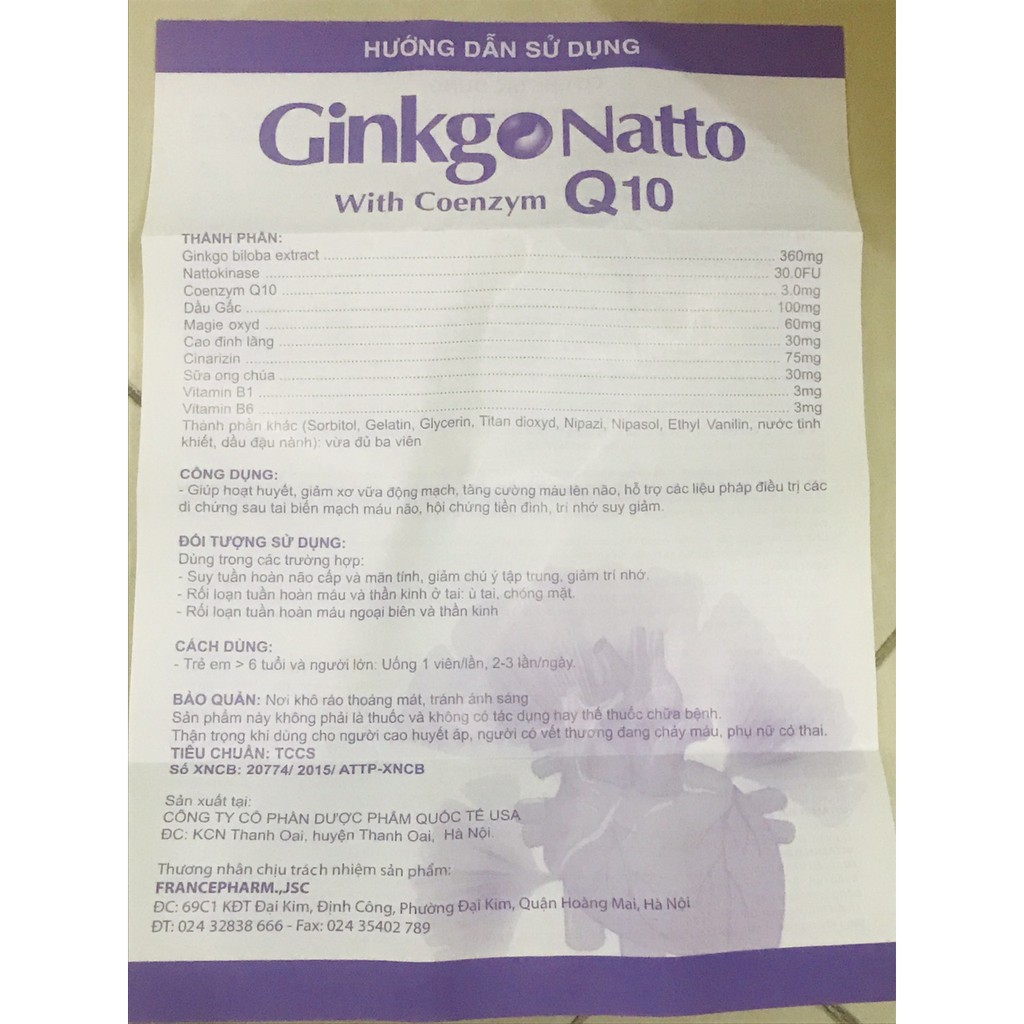 HƯỚNG DẪN SỬ DỤNG
Ginkgo Natto
With Coenzym Q10
THÀNH PHẦN:
Ginkgo biloba extract ........ 360mg
Nattokinase ........ 30.0FU
Coenzym Q10 ........ 3.0mg
Dầu Gấc ........ 100mg
Magie oxyd ........ 60mg
Cao đinh lăng ........ 30mg
Cinarizin ........ 75mg
Sữa ong chúa ........ 30mg
Vitamin B1 ........ 3mg
Vitamin B6 ........ 3mg
Thành phần khác (Sorbitol, Gelatin, Glycerin, Titan dioxyd, Nipazi, Nipasol, Ethyl Vanilin, nước tinh
khiết, dầu đậu nành): vừa đủ ba viên
CÔNG DỤNG:
- Giúp hoạt huyết, giảm xơ vữa động mạch, tăng cường máu lên não, hỗ trợ các liệu pháp điều trị các
di chứng sau tai biến mạch máu não, hội chứng tiền đình, trí nhớ suy giảm.
ĐỐI TƯỢNG SỬ DỤNG:
Dùng trong các trường hợp:
- Suy tuần hoàn não cấp và mãn tính, giảm chú ý tập trung, giảm trí nhớ.
- Rối loạn tuần hoàn máu và thần kinh ở tai: ù tai, chóng mặt.
- Rối loạn tuần hoàn máu ngoại biên và thần kinh
CÁCH DÙNG:
- Trẻ em > 6 tuổi và người lớn: Uống 1 viên/lần, 2-3 lần/ngày.
BẢO QUẢN: Nơi khô ráo thoáng mát, tránh ánh sáng
Sản phẩm này không phải là thuốc và không có tác dụng hay thế thuốc chữa bệnh.
Thận trọng khi dùng cho người cao huyết áp, người có vết thương đang chảy máu, phụ nữ có thai.
TIÊU CHUẨN: TCCS
Số XNCB: 20774/ 2015/ ATTP-XNCB
Sản xuất tại:
CÔNG TY CỔ PHẦN DƯỢC PHẨM QUỐC TẾ USA
ĐC: KCN Thanh Oai, huyện Thanh Oai, Hà Nội.
Thương nhân chịu trách nhiệm sản phẩm:
FRANCEPHARM.,JSC
ĐC: 69C1 KĐT Đại Kim, Định Công, Phường Đại Kim, Quận Hoàng Mai, Hà Nội
ĐT: 024 32838 666 - Fax: 024 35402 789